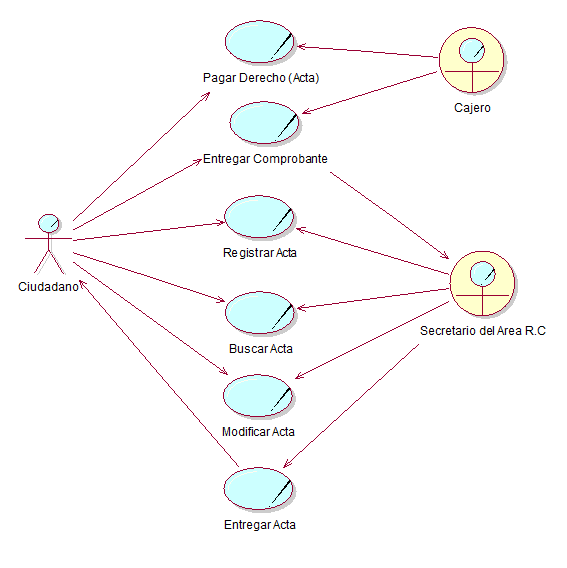 Pagar Derecho (Acta)
Cajero
Entregar Comprobante
Registrar Acta
Ciudadano
Secretario del Area R.C
Buscar Acta
Modificar Acta
Entregar Acta